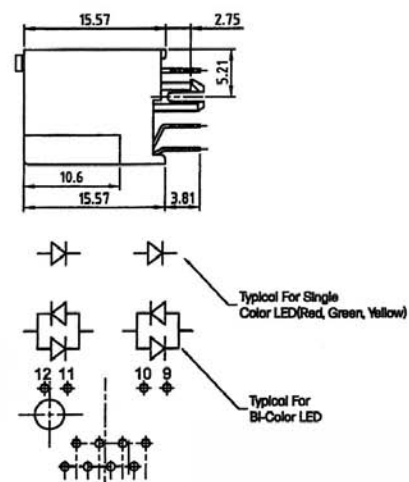 15.57
2.75
5.21
10.6
15.57
3.81
Typical For Single
Color LED(Red, Green, Yellow)
12 11
10 9
Typical For
Bi-Color LED